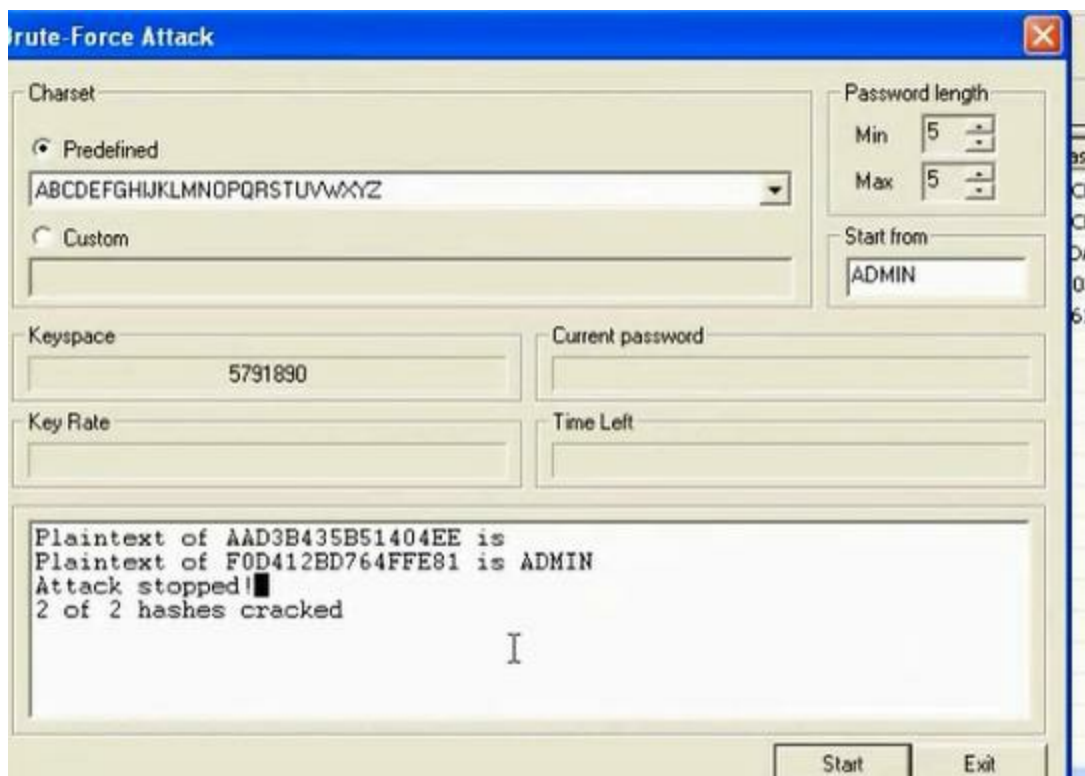 rute-Force Attack
Charset
Predefined
ABCDEFGHIJKLMNOPQRSTUVWXYZ
Custom
Password length
Min 5
Max 5
Start from
ADMIN
Keyspace
5791890
Current password
Key Rate
Time Left
Plaintext of AAD3B435B51404EE is
Plaintext of F0D412BD764FFE81 is ADMIN
Attack stopped!
2 of 2 hashes cracked
Start
Exit